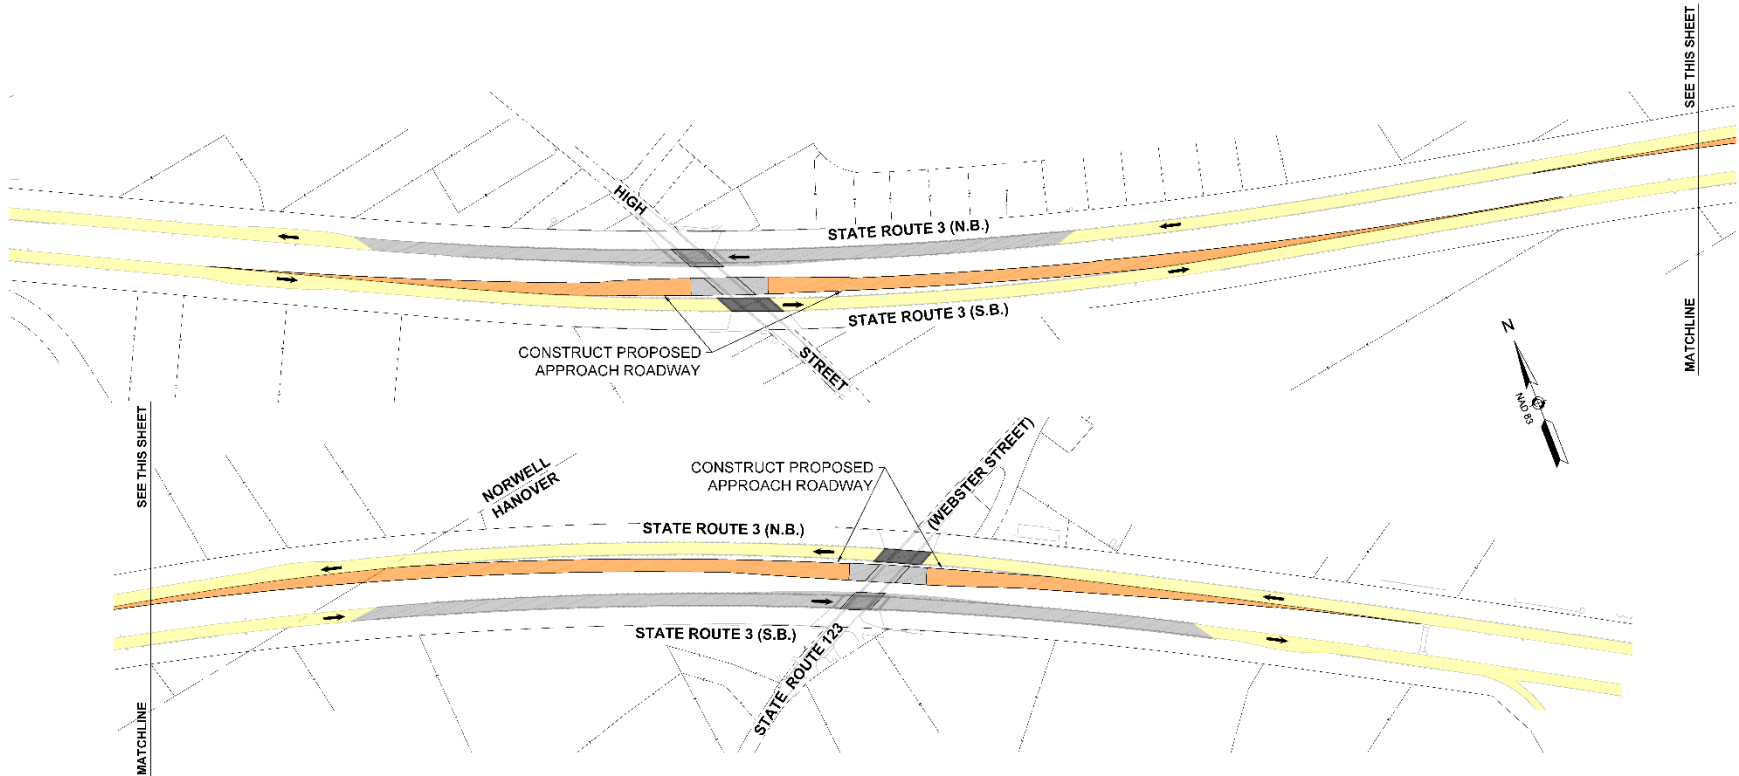 SEE THIS SHEET
HIGH
STATE ROUTE 3 (N.B.)
STATE ROUTE 3 (S.B.)
CONSTRUCT PROPOSED
APPROACH ROADWAY
STREET
MATCHLINE
N
NAD 83
SEE THIS SHEET
NORWELL
HANOVER
CONSTRUCT PROPOSED
APPROACH ROADWAY
(WEBSTER STREET)
STATE ROUTE 3 (N.B.)
STATE ROUTE 3 (S.B.)
STATE ROUTE 123
MATCHLINE